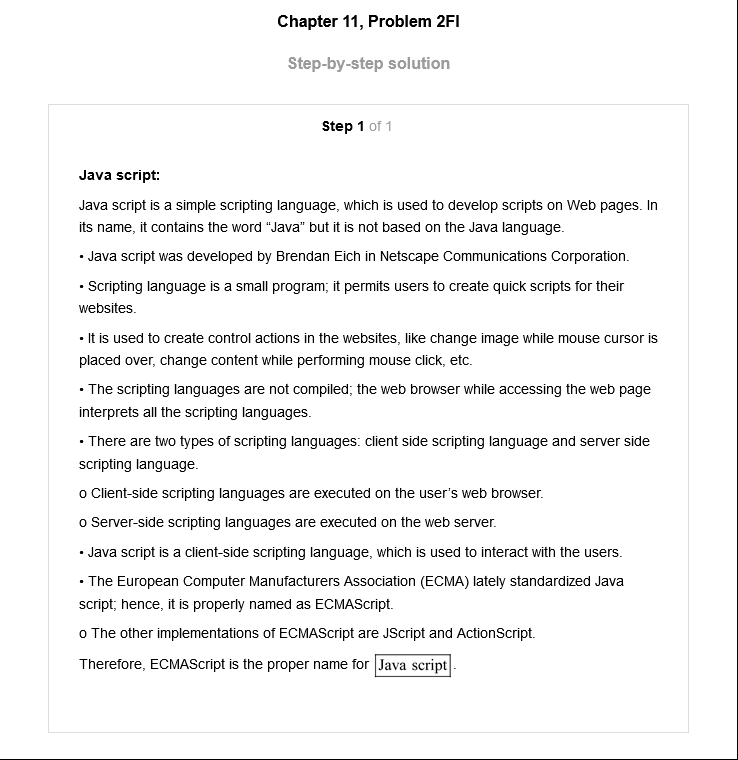 Chapter 11, Problem 2FI
Step-by-step solution
Step 1 of 1
Java script:
Java script is a simple scripting language, which is used to develop scripts on Web pages. In
its name, it contains the word “Java” but it is not based on the Java language.
• Java script was developed by Brendan Eich in Netscape Communications Corporation.
• Scripting language is a small program; it permits users to create quick scripts for their
websites.
• It is used to create control actions in the websites, like change image while mouse cursor is
placed over, change content while performing mouse click, etc.
• The scripting languages are not compiled; the web browser while accessing the web page
interprets all the scripting languages.
• There are two types of scripting languages: client side scripting language and server side
scripting language.
o Client-side scripting languages are executed on the user’s web browser.
o Server-side scripting languages are executed on the web server.
• Java script is a client-side scripting language, which is used to interact with the users.
• The European Computer Manufacturers Association (ECMA) lately standardized Java
script; hence, it is properly named as ECMAScript.
o The other implementations of ECMAScript are JScript and ActionScript.
Therefore, ECMAScript is the proper name for Java script.